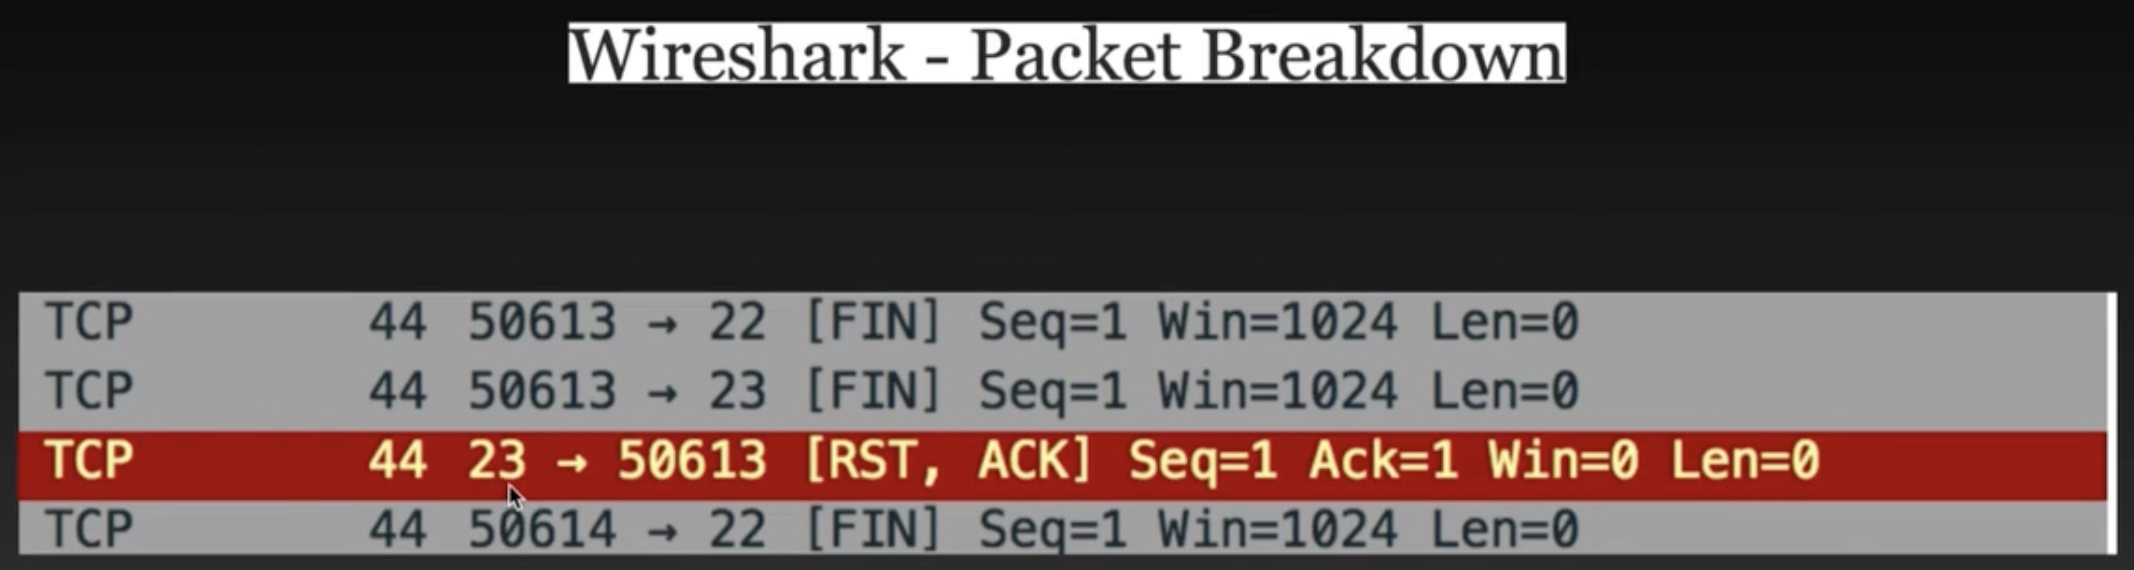 Wireshark - Packet Breakdown
TCP 44 50613 → 22 [FIN] Seq=1 Win=1024 Len=0
TCP 44 50613 → 23 [FIN] Seq=1 Win=1024 Len=0
TCP 44 23 → 50613 [RST, ACK] Seq=1 Ack=1 Win=0 Len=0
TCP 44 50614 → 22 [FIN] Seq=1 Win=1024 Len=0